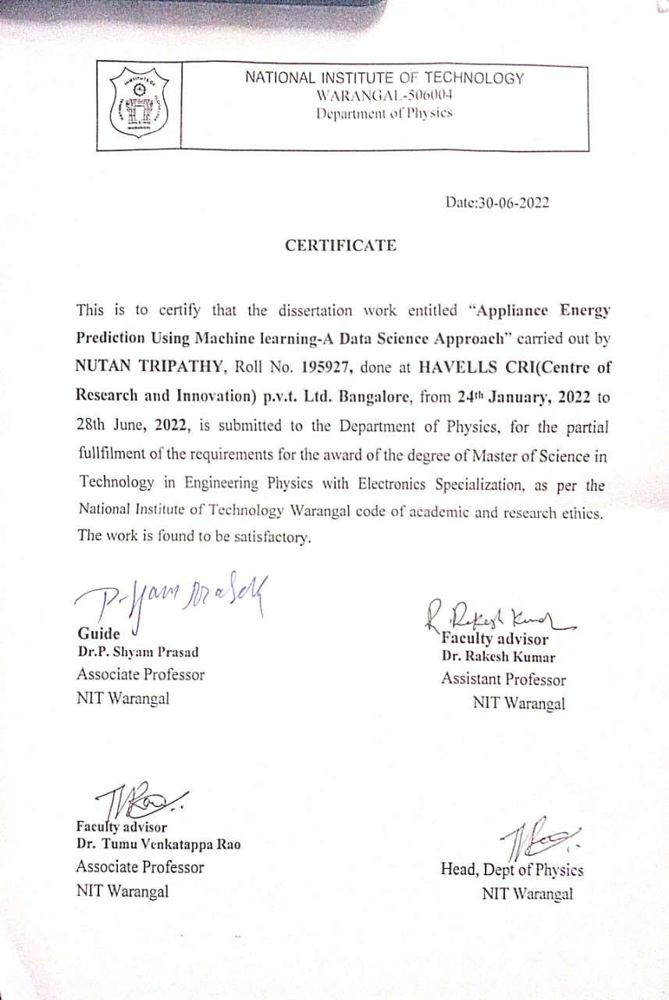 NATIONAL INSTITUTE OF TECHNOLOGY
WARANGAL-506004
Department of Physics
INSTITUTE OF
NATIONAL
TECHNOLOGY
WARANGAL
Date:30-06-2022
CERTIFICATE
This is to certify that the dissertation work entitled “Appliance Energy
Prediction Using Machine learning-A Data Science Approach” carried out by
NUTAN TRIPATHY, Roll No. 195927, done at HAVELLS CRI(Centre of
Research and Innovation) p.v.t. Ltd. Bangalore, from 24th January, 2022 to
28th June, 2022, is submitted to the Department of Physics, for the partial
fullfilment of the requirements for the award of the degree of Master of Science in
Technology in Engineering Physics with Electronics Specialization, as per the
National Institute of Technology Warangal code of academic and research ethics.
The work is found to be satisfactory.
P. Shyam Prasad
Guide
Dr.P. Shyam Prasad
Associate Professor
NIT Warangal
R. Rakesh Kumar
Faculty advisor
Dr. Rakesh Kumar
Assistant Professor
NIT Warangal
Faculty advisor
Dr. Tumu Venkatappa Rao
Associate Professor
NIT Warangal
Head, Dept of Physics
NIT Warangal